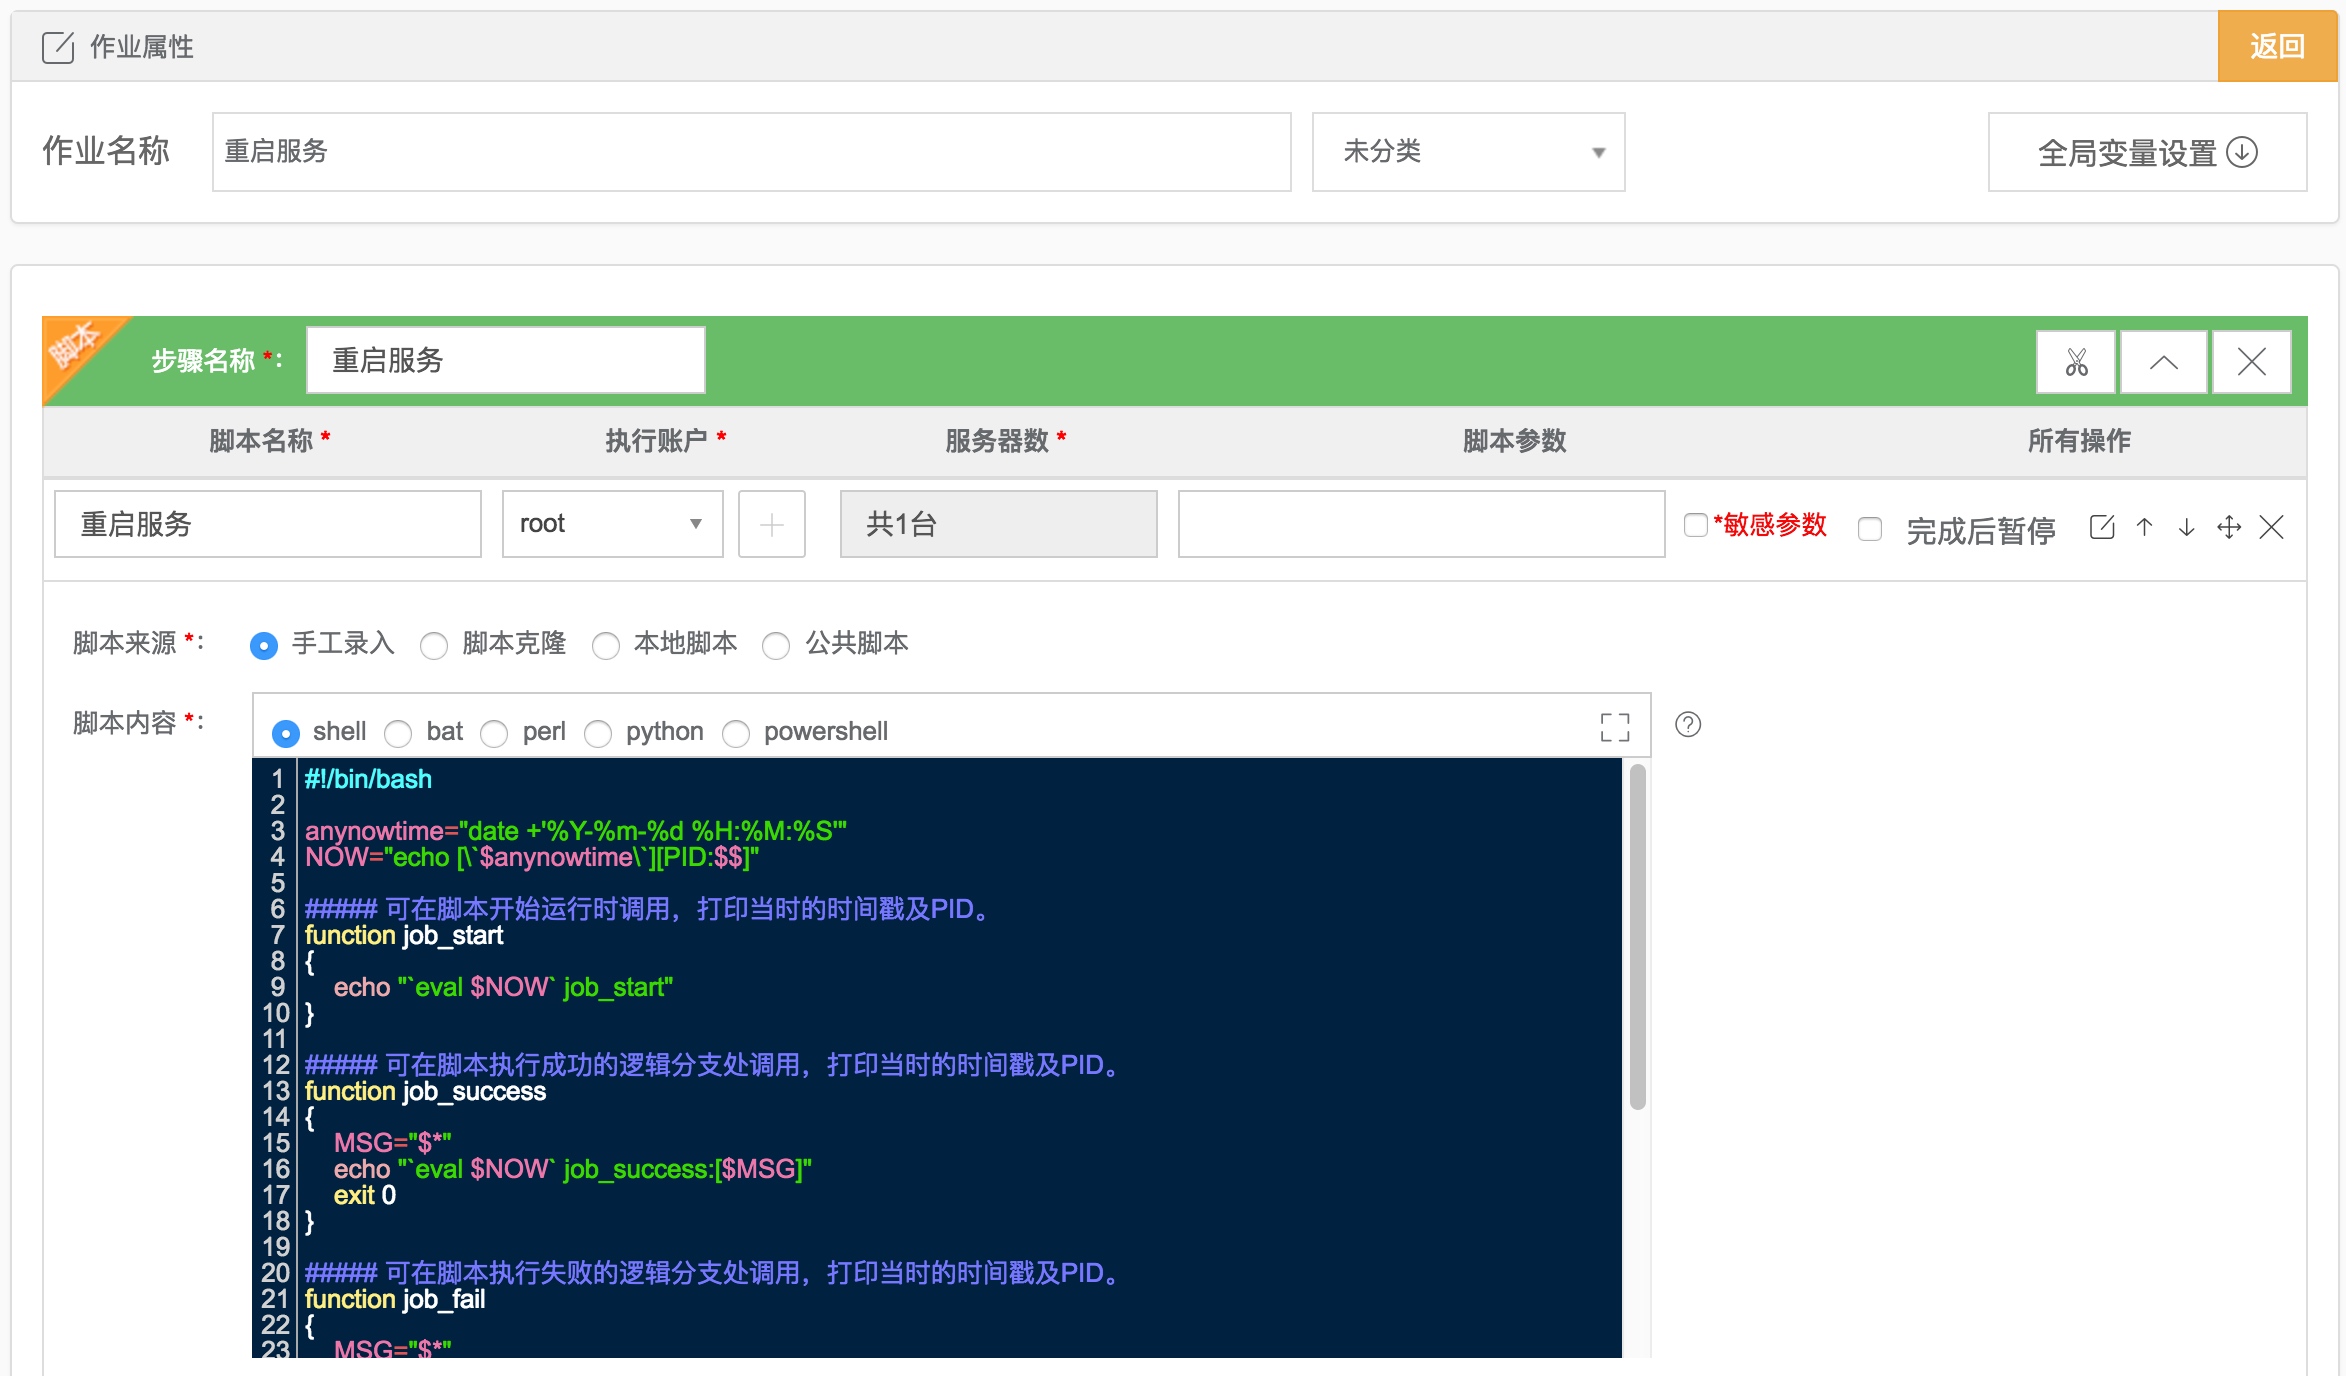 作业属性
返回
作业名称 重启服务 未分类 全局变量设置
脚本
步骤名称 *： 重启服务
脚本名称 * 执行账户 * 服务器数 * 脚本参数 所有操作
重启服务 root 共1台 *敏感参数 完成后暂停
脚本来源 *： 手工录入 脚本克隆 本地脚本 公共脚本
脚本内容 *： shell bat perl python powershell
1 #!/bin/bash
2
3 anynowtime="date +'%Y-%m-%d %H:%M:%S'"
4 NOW="echo [\`$anynowtime\`][PID:$$]"
5
6 ##### 可在脚本开始运行时调用，打印当时的时间戳及PID。
7 function job_start
8 {
9     echo "`eval $NOW` job_start"
10 }
11
12 ##### 可在脚本执行成功的逻辑分支处调用，打印当时的时间戳及PID。
13 function job_success
14 {
15     MSG="$*"
16     echo "`eval $NOW` job_success:[$MSG]"
17     exit 0
18 }
19
20 ##### 可在脚本执行失败的逻辑分支处调用，打印当时的时间戳及PID。
21 function job_fail
22 {
23     MSG="$*"